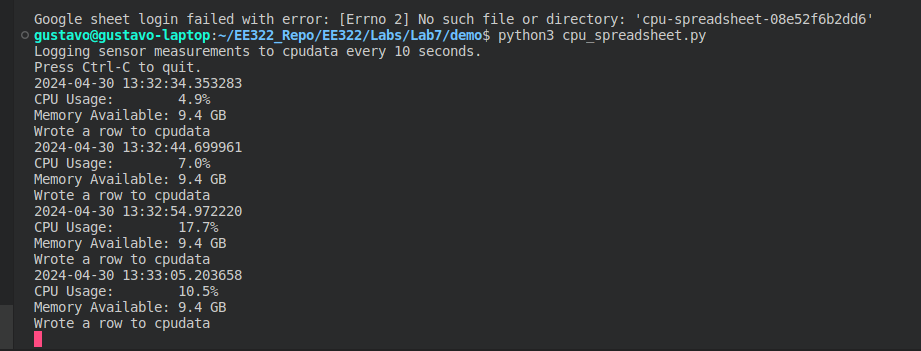 Google sheet login failed with error: [Errno 2] No such file or directory: 'cpu-spreadsheet-08e52f6b2dd6'
gustavo@gustavo-laptop:~/EE322_Repo/EE322/Labs/Lab7/demo$ python3 cpu_spreadsheet.py
Logging sensor measurements to cpudata every 10 seconds.
Press Ctrl-C to quit.
2024-04-30 13:32:34.353283
CPU Usage:        4.9%
Memory Available: 9.4 GB
Wrote a row to cpudata
2024-04-30 13:32:44.699961
CPU Usage:        7.0%
Memory Available: 9.4 GB
Wrote a row to cpudata
2024-04-30 13:32:54.972220
CPU Usage:        17.7%
Memory Available: 9.4 GB
Wrote a row to cpudata
2024-04-30 13:33:05.203658
CPU Usage:        10.5%
Memory Available: 9.4 GB
Wrote a row to cpudata